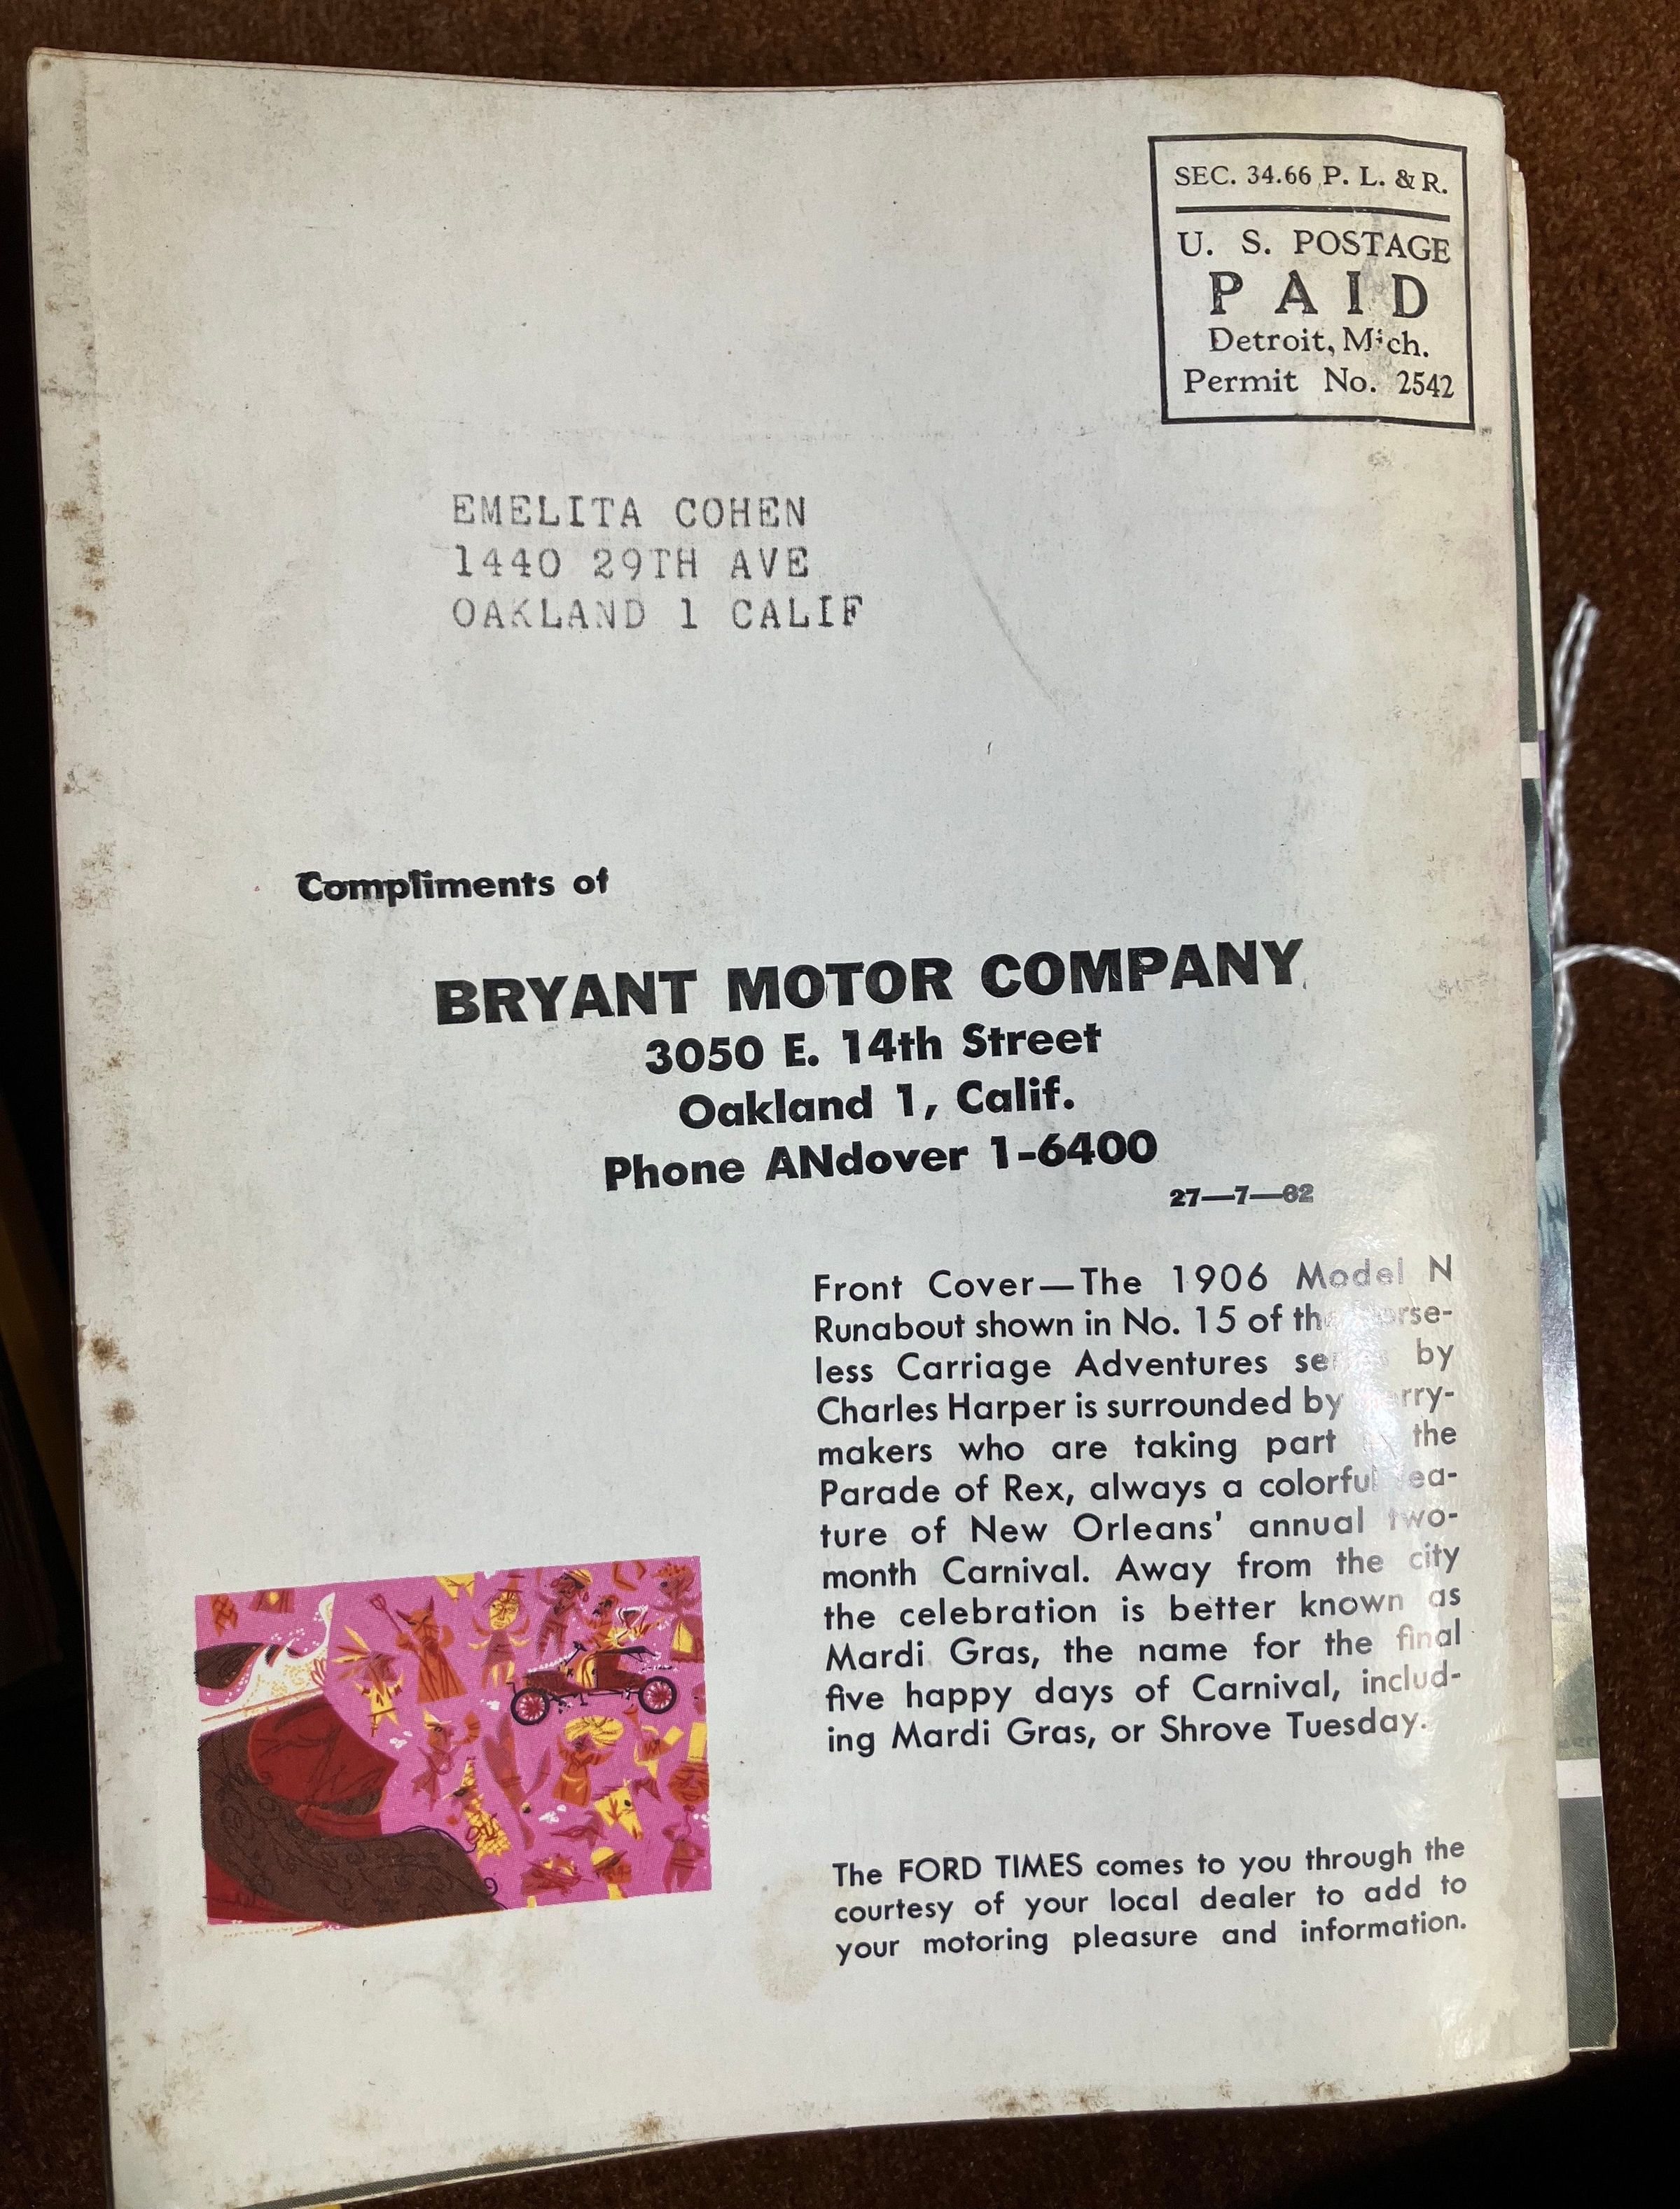 SEC. 34.66 P. L. & R.
U. S. POSTAGE
PAID
Detroit, Mich.
Permit No. 2542
EMELITA COHEN
1440 29TH AVE
OAKLAND 1 CALIF
Compliments of
BRYANT MOTOR COMPANY
3050 E. 14th Street
Oakland 1, Calif.
Phone ANdover 1-6400
27—7—62
Front Cover—The 1906 Model N
Runabout shown in No. 15 of the Horse-
less Carriage Adventures series by
Charles Harper is surrounded by merry-
makers who are taking part in the
Parade of Rex, always a colorful fea-
ture of New Orleans' annual two-
month Carnival. Away from the city
the celebration is better known as
Mardi Gras, the name for the final
five happy days of Carnival, includ-
ing Mardi Gras, or Shrove Tuesday.
The FORD TIMES comes to you through the
courtesy of your local dealer to add to
your motoring pleasure and information.